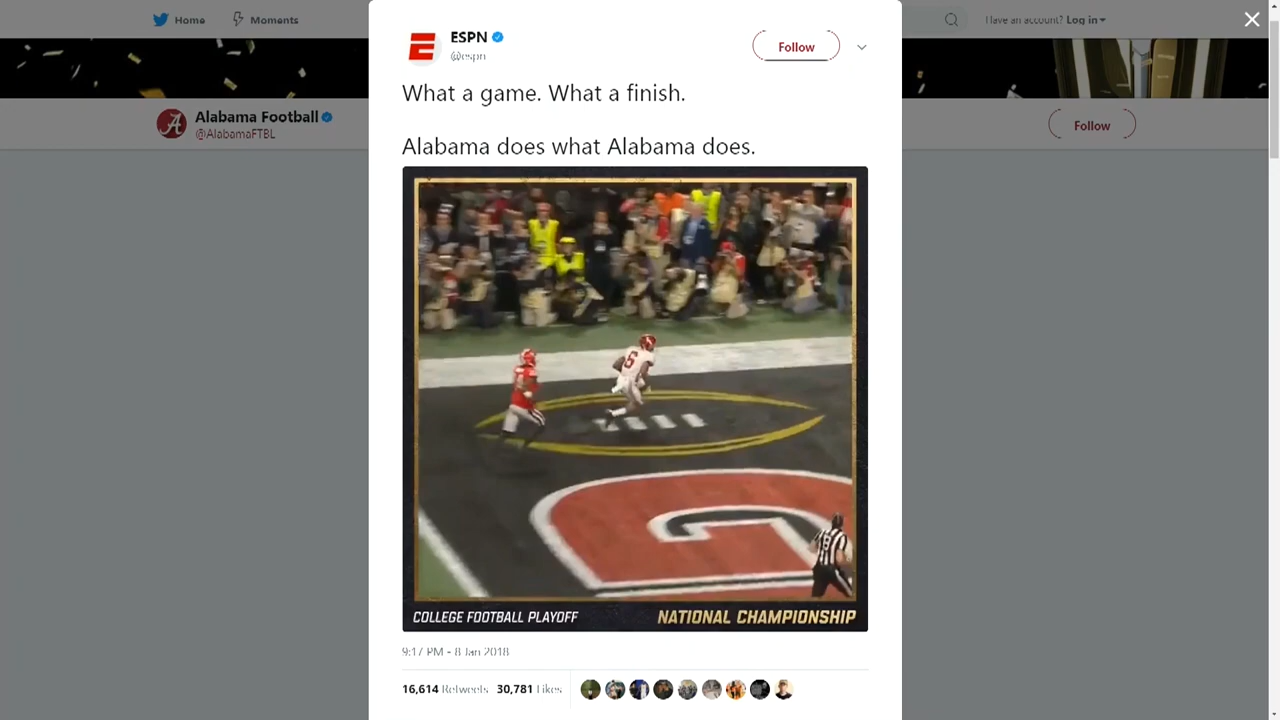 Home
Moments
Have an account? Log in
ESPN
@espn
Follow
What a game. What a finish.
Alabama does what Alabama does.
Alabama Football
@AlabamaFTBL
Follow
6
COLLEGE FOOTBALL PLAYOFF
NATIONAL CHAMPIONSHIP
9:17 PM - 8 Jan 2018
16,614 Retweets 30,781 Likes